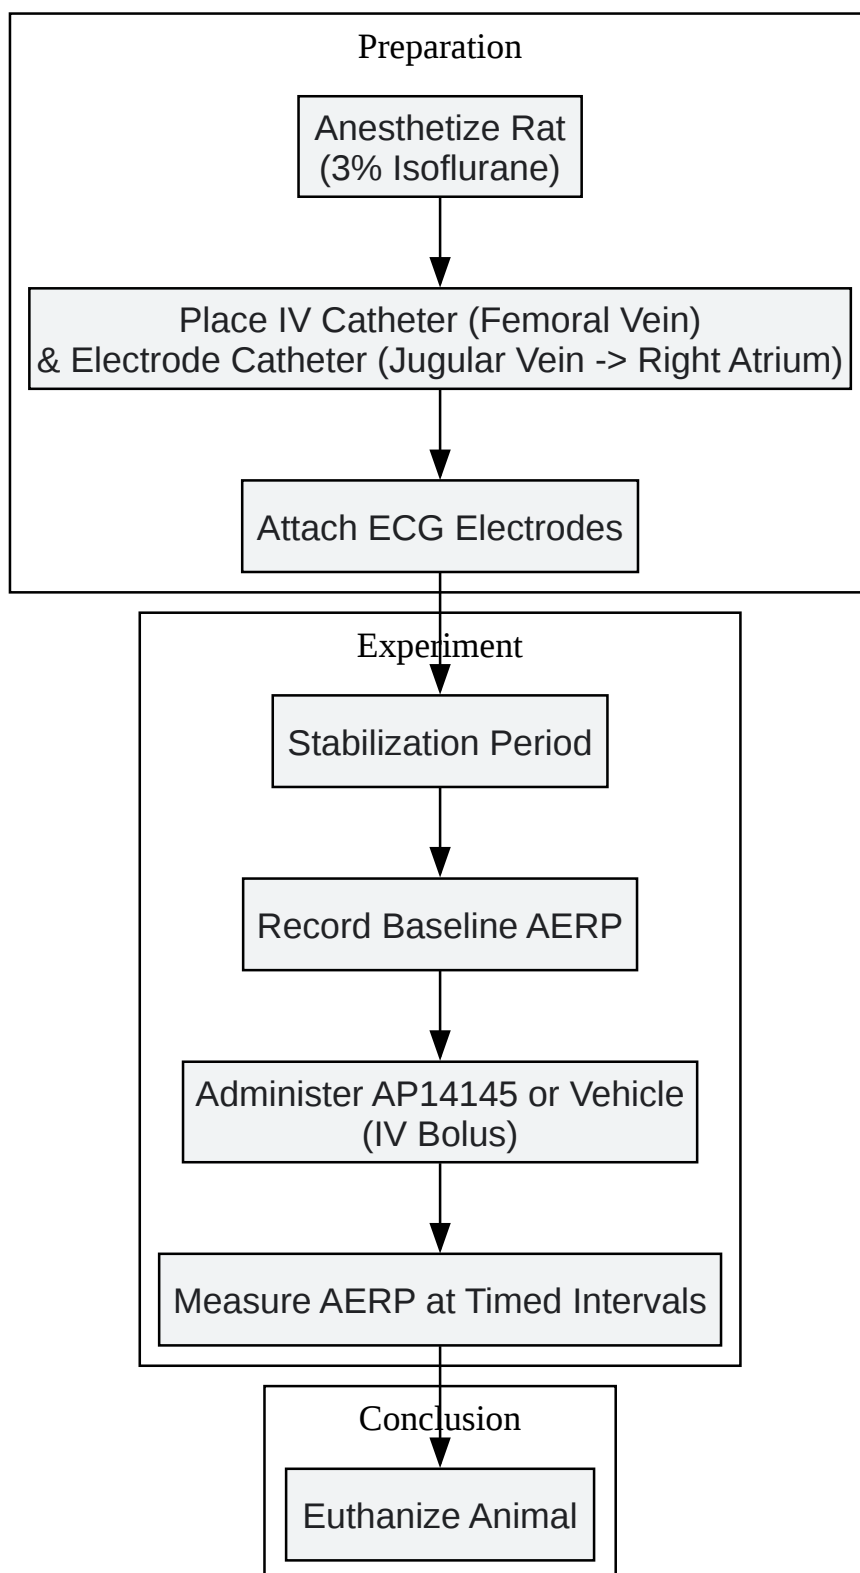 Preparation
Anesthetize Rat
(3% Isoflurane)
Place IV Catheter (Femoral Vein)
& Electrode Catheter (Jugular Vein -> Right Atrium)
Attach ECG Electrodes
Experiment
Stabilization Period
Record Baseline AERP
Administer AP14145 or Vehicle
(IV Bolus)
Measure AERP at Timed Intervals
Conclusion
Euthanize Animal